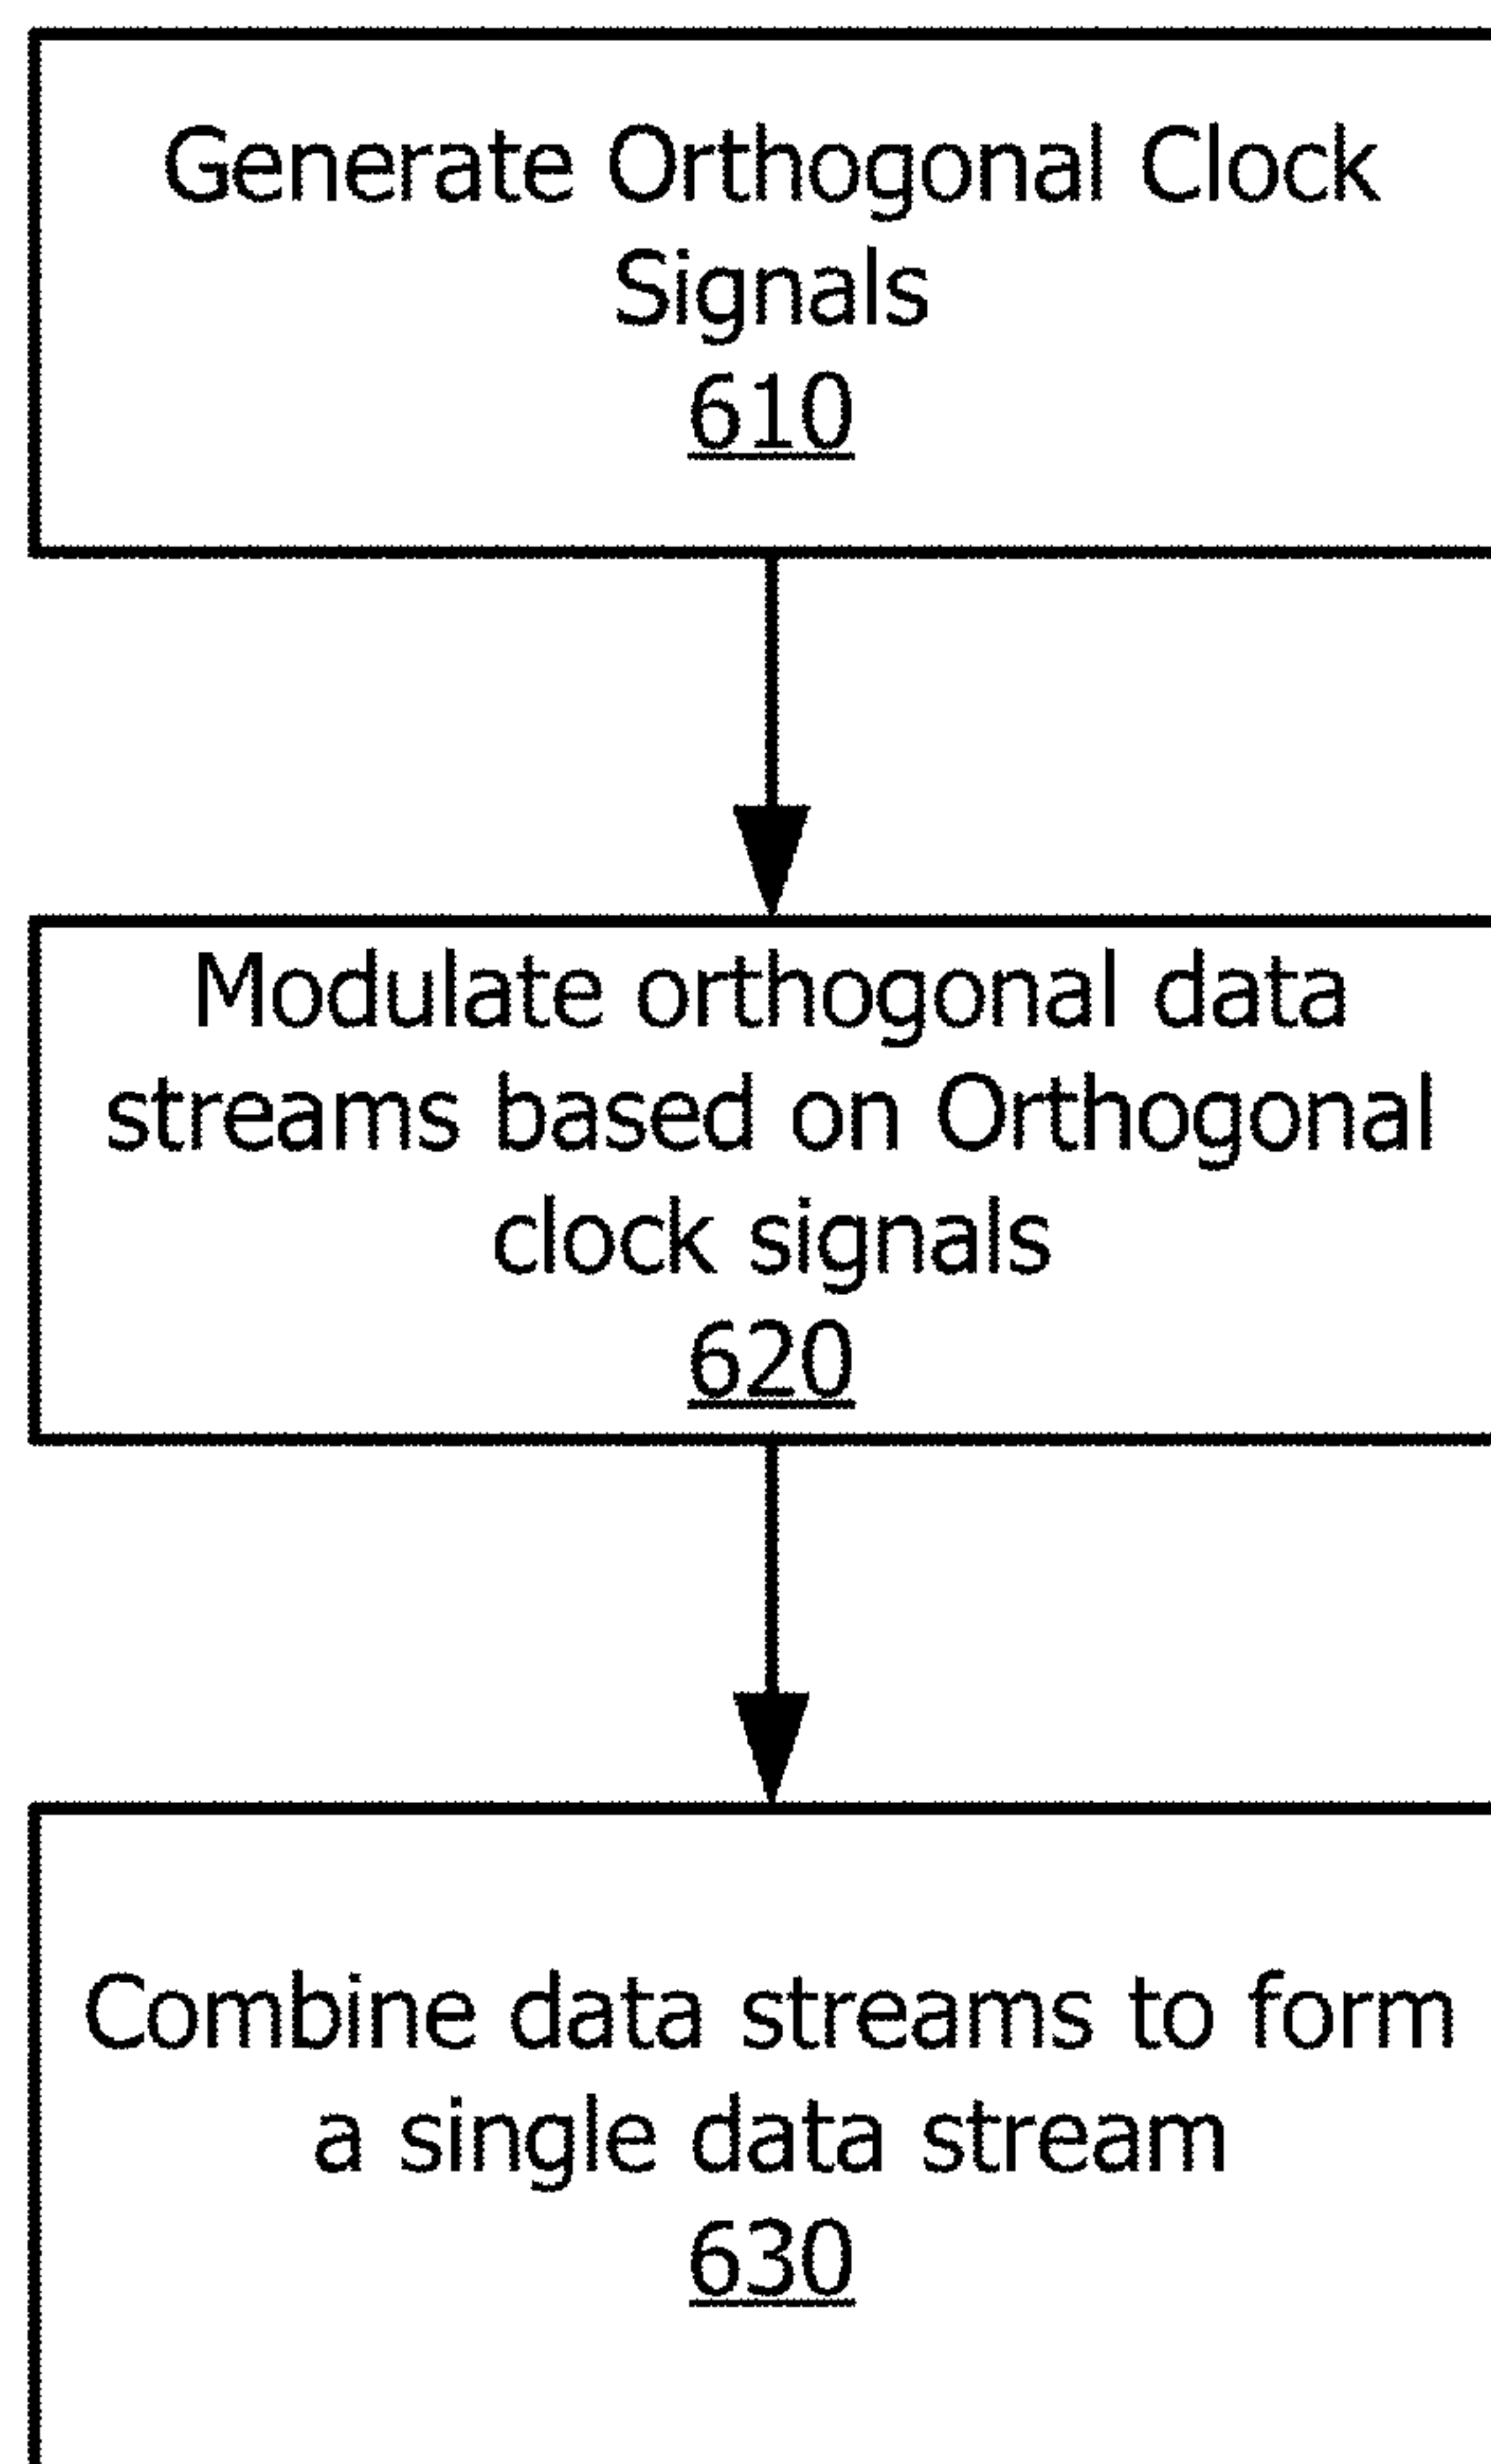 Generate Orthogonal Clock
Signals
610
Modulate orthogonal data
streams based on Orthogonal
clock signals
620
Combine data streams to form
a single data stream
630